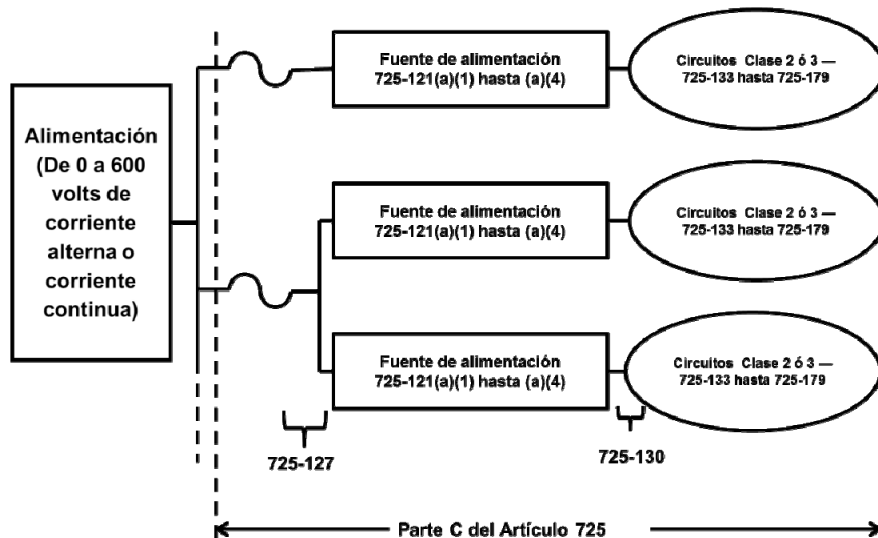 Alimentación
(De 0 a 600
volts de
corriente
alterna o
corriente
continua)
Fuente de alimentación
725-121(a)(1) hasta (a)(4)
Circuitos Clase 2 ó 3 —
725-133 hasta 725-179
Fuente de alimentación
725-121(a)(1) hasta (a)(4)
Circuitos Clase 2 ó 3 —
725-133 hasta 725-179
Fuente de alimentación
725-121(a)(1) hasta (a)(4)
Circuitos Clase 2 ó 3 —
725-133 hasta 725-179
725-127
725-130
Parte C del Artículo 725